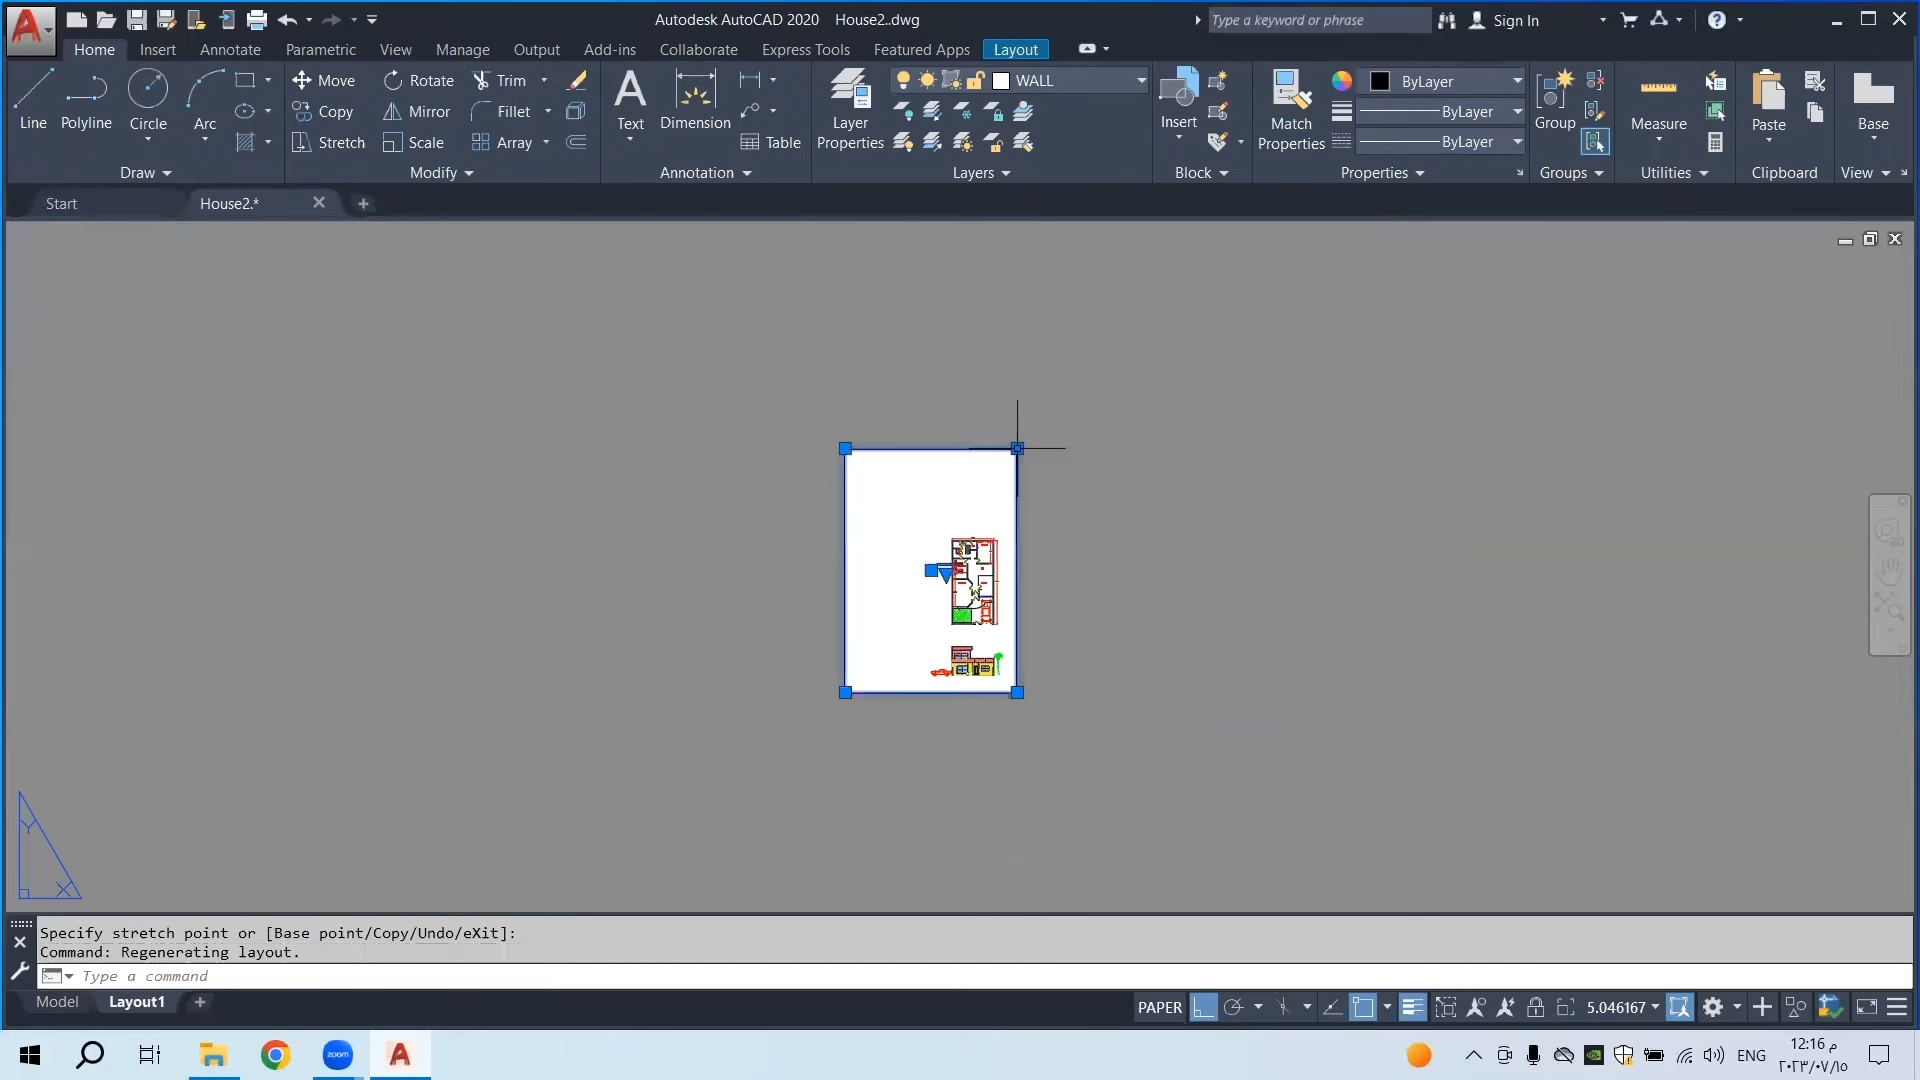 Autodesk AutoCAD 2020 House2..dwg
Type a keyword or phrase
Sign In
Home Insert Annotate Parametric View Manage Output Add-ins Collaborate Express Tools Featured Apps Layout
Line Polyline Circle Arc
Move Rotate Trim
Copy Mirror Fillet
Stretch Scale Array
Text Dimension Table
Layer Properties
WALL
Insert
Match Properties
ByLayer
ByLayer
ByLayer
Group
Measure
Paste
Base
Draw Modify Annotation Layers Block Properties Groups Utilities Clipboard View
Start House2.*
Y
X
Specify stretch point or [Base point/Copy/Undo/eXit]:
Command: Regenerating layout.
Type a command
Model Layout1
PAPER 5.046167
zoom
ENG
12:16 م
٢٠٢٣/٠٧/١٥